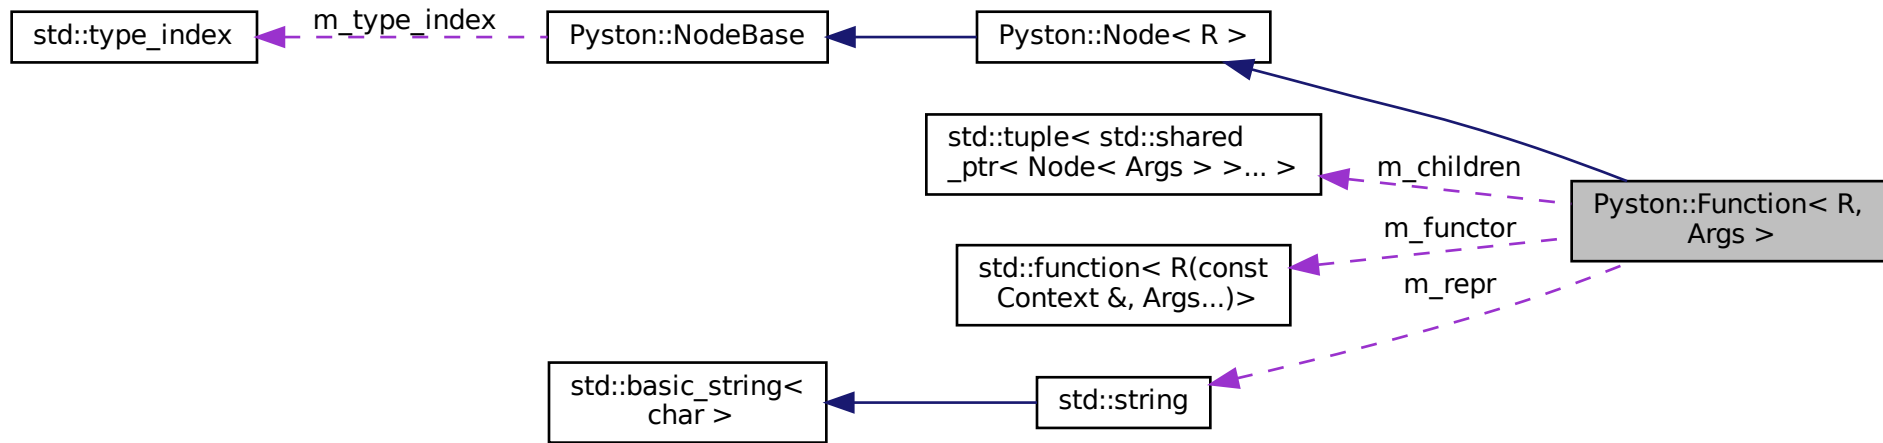 std::type_index
m_type_index
Pyston::NodeBase
Pyston::Node< R >
std::tuple< std::shared
_ptr< Node< Args > >... >
m_children
Pyston::Function< R,
Args >
m_functor
std::function< R(const
Context &, Args...)>
m_repr
std::basic_string<
char >
std::string